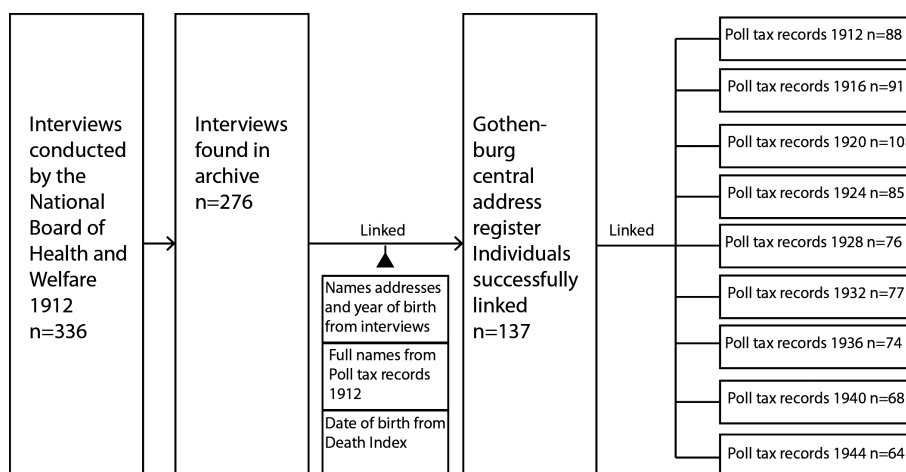 Interviews
conducted
by the
National
Board of
Health and
Welfare
1912
n=336
Interviews
found in
archive
n=276
Linked
Names addresses
and year of birth
from interviews
Full names from
Poll tax records
1912
Date of birth from
Death Index
Gothen-
burg
central
address
register
Individuals
successfully
linked
n=137
Linked
Poll tax records 1912 n=88
Poll tax records 1916 n=91
Poll tax records 1920
Poll tax records 1924 n=85
Poll tax records 1928 n=76
Poll tax records 1932 n=77
Poll tax records 1936 n=74
Poll tax records 1940 n=68
Poll tax records 1944 n=64